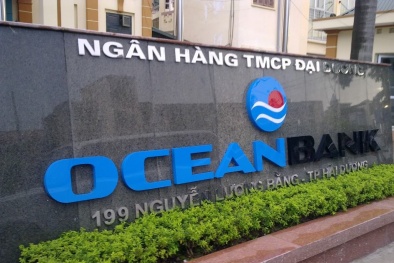 NGÂN HÀNG TMCP ĐẠI DƯƠNG
OCEANBANK
199 NGUYỄN LƯƠNG BẰNG . TP HẢI DƯƠNG